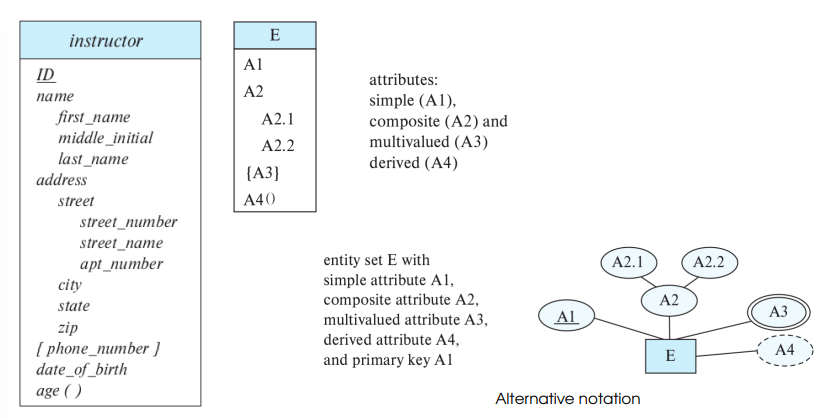 instructor
ID
name
first_name
middle_initial
last_name
address
street
street_number
street_name
apt_number
city
state
zip
[ phone_number ]
date_of_birth
age ( )
E
A1
A2
A2.1
A2.2
{A3}
A4()
attributes:
simple (A1),
composite (A2) and
multivalued (A3)
derived (A4)
entity set E with
simple attribute A1,
composite attribute A2,
multivalued attribute A3,
derived attribute A4,
and primary key A1
A2.1
A2.2
A2
A1
A3
E
A4
Alternative notation